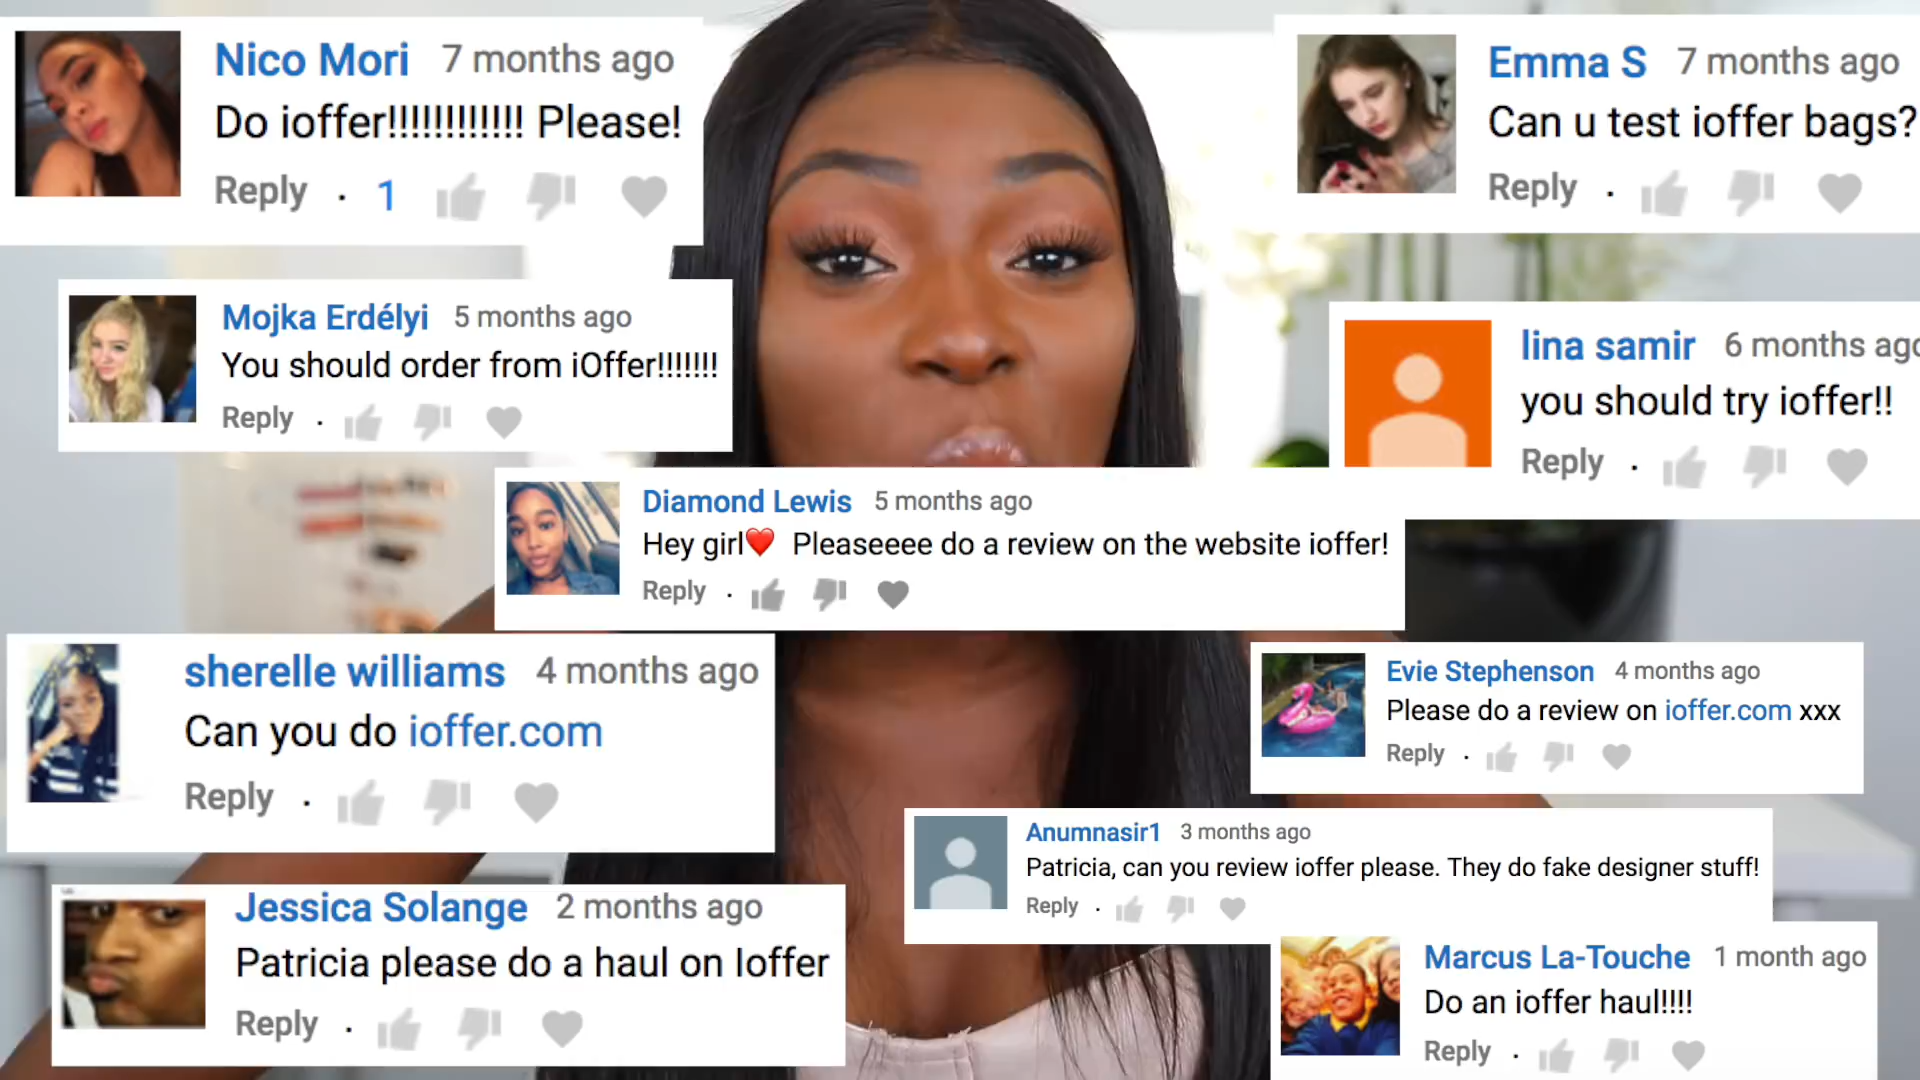 Nico Mori 7 months ago
Do ioffer!!!!!!!!!!!! Please!
Reply · 1
Emma S 7 months ago
Can u test ioffer bags?
Reply ·
Mojka Erdélyi 5 months ago
You should order from iOffer!!!!!!!
Reply ·
lina samir 6 months ago
you should try ioffer!!
Reply ·
Diamond Lewis 5 months ago
Hey girl❤️ Pleaseeee do a review on the website ioffer!
Reply ·
sherelle williams 4 months ago
Can you do ioffer.com
Reply ·
Evie Stephenson 4 months ago
Please do a review on ioffer.com xxx
Reply ·
Anumnasir1 3 months ago
Patricia, can you review ioffer please. They do fake designer stuff!
Reply ·
Jessica Solange 2 months ago
Patricia please do a haul on Ioffer
Reply ·
Marcus La-Touche 1 month ago
Do an ioffer haul!!!!
Reply ·